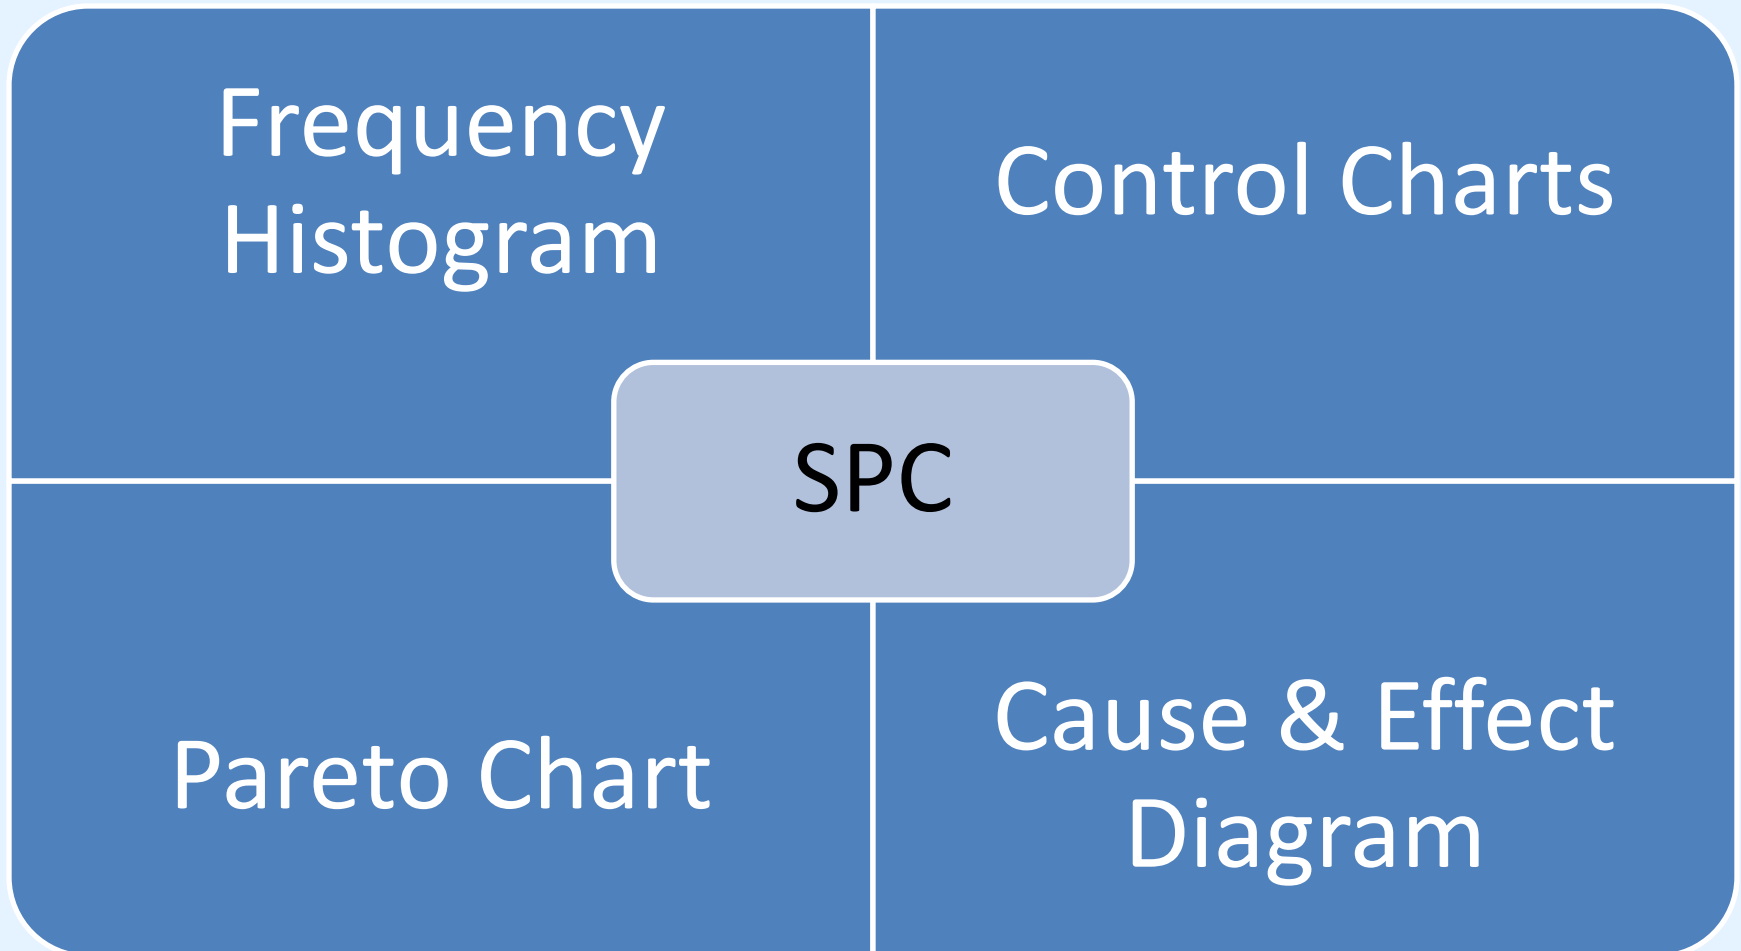 Frequency
Histogram
Control Charts
SPC
Pareto Chart
Cause & Effect
Diagram